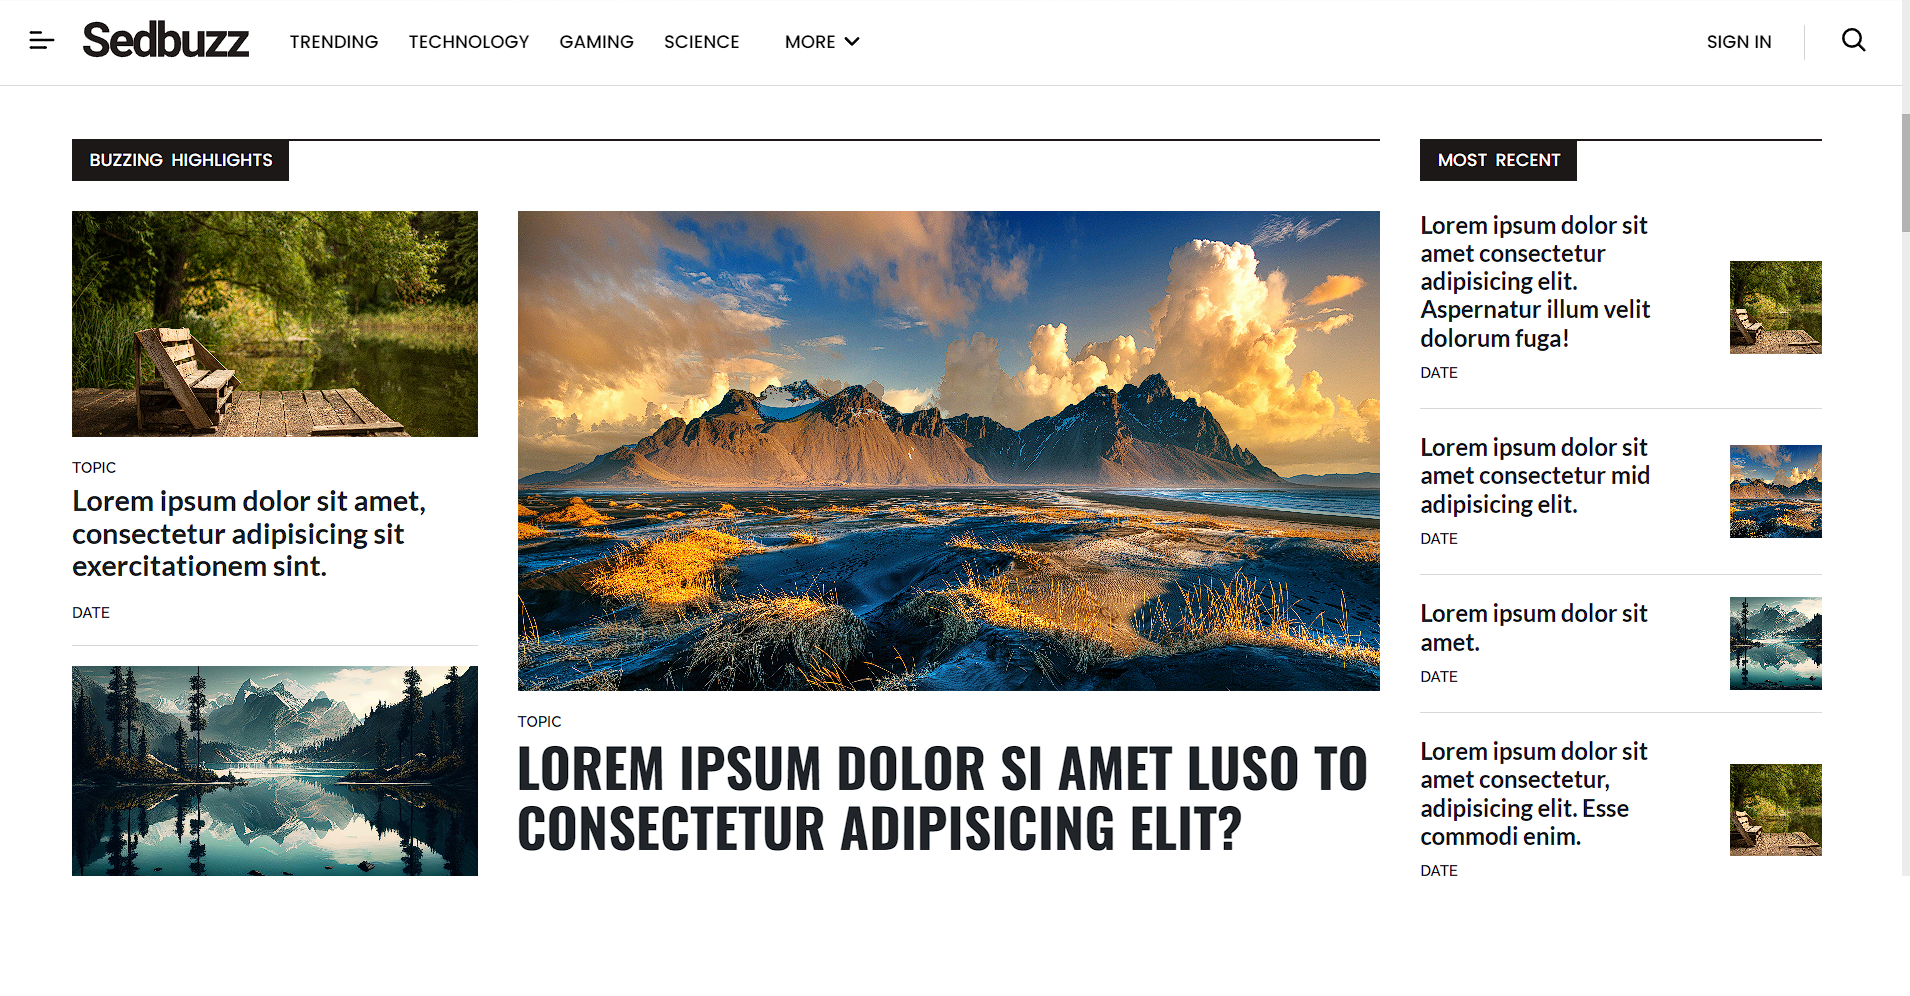 Sedbuzz TRENDING TECHNOLOGY GAMING SCIENCE MORE SIGN IN
BUZZING HIGHLIGHTS
TOPIC
Lorem ipsum dolor sit amet,
consectetur adipisicing sit
exercitationem sint.
DATE
TOPIC
LOREM IPSUM DOLOR SI AMET LUSO TO
CONSECTETUR ADIPISICING ELIT?
MOST RECENT
Lorem ipsum dolor sit
amet consectetur
adipisicing elit.
Aspernatur illum velit
dolorum fuga!
DATE
Lorem ipsum dolor sit
amet consectetur mid
adipisicing elit.
DATE
Lorem ipsum dolor sit
amet.
DATE
Lorem ipsum dolor sit
amet consectetur,
adipisicing elit. Esse
commodi enim.
DATE